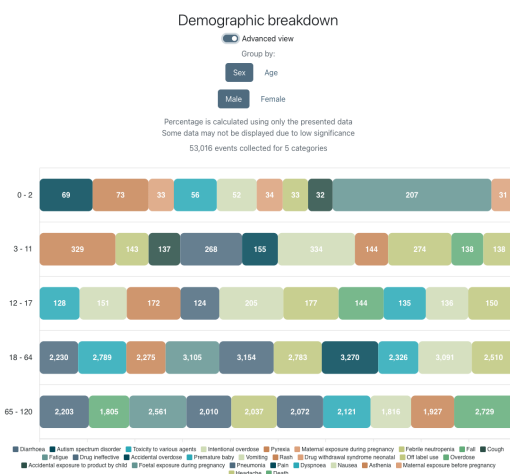 Demographic breakdown
Advanced view
Group by:
Sex Age
Male Female
Percentage is calculated using only the presented data
Some data may not be displayed due to low significance
53,016 events collected for 5 categories
0 - 2 69 73 33 56 52 34 33 32 207 31
3 - 11 329 143 137 268 155 334 144 274 138 138
12 - 17 128 151 172 124 205 177 144 135 136 150
18 - 64 2,230 2,789 2,275 3,105 3,154 2,783 3,270 2,326 3,091 2,510
65 - 120 2,203 1,805 2,561 2,010 2,037 2,072 2,121 1,816 1,927 2,729
Diarrhoea Autism spectrum disorder Toxicity to various agents Intentional overdose Pyrexia Maternal exposure during pregnancy Febrile neutropenia Fall Cough
Fatigue Drug ineffective Accidental overdose Premature baby Vomiting Rash Drug withdrawal syndrome neonatal Off label use Overdose
Accidental exposure to product by child Foetal exposure during pregnancy Pneumonia Pain Dyspnoea Nausea Asthenia Maternal exposure before pregnancy
Headache Death